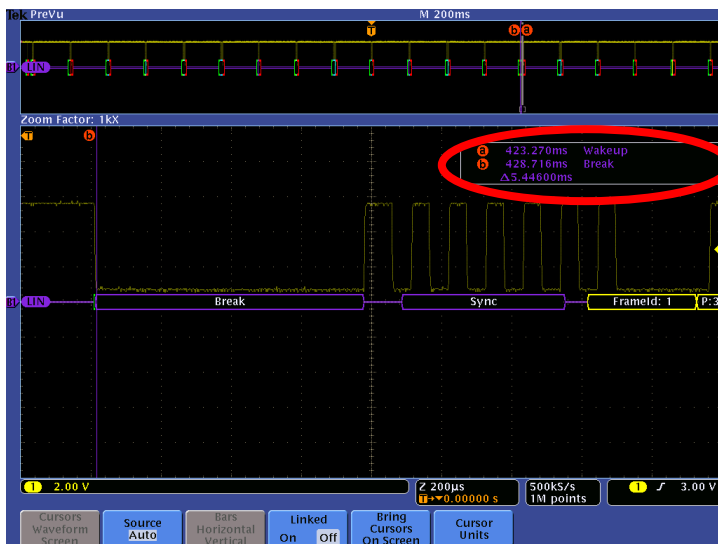 Tek PreVu M 200ms
T b a
B1 LIN
Zoom Factor: 1kX
T b
a 423.270ms Wakeup
b 428.716ms Break
Δ5.44600ms
B1 LIN Break Sync FrameId: 1 P:3
1 2.00 V Z 200µs 500kS/s 1 3.00 V
T→▼0.00000 s 1M points
Cursors Waveform Screen
Source Auto
Bars Horizontal Vertical
Linked On Off
Bring Cursors On Screen
Cursor Units